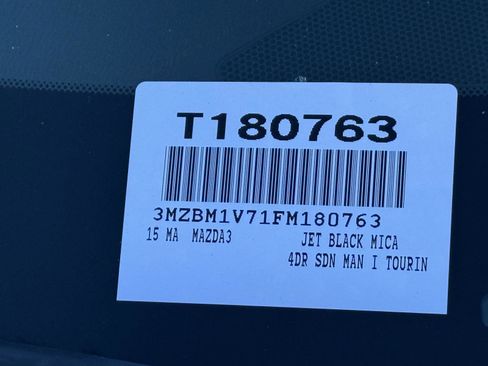 T180763
3MZBM1V71FM180763
15 MA MAZDA3 JET BLACK MICA
4DR SDN MAN I TOURIN